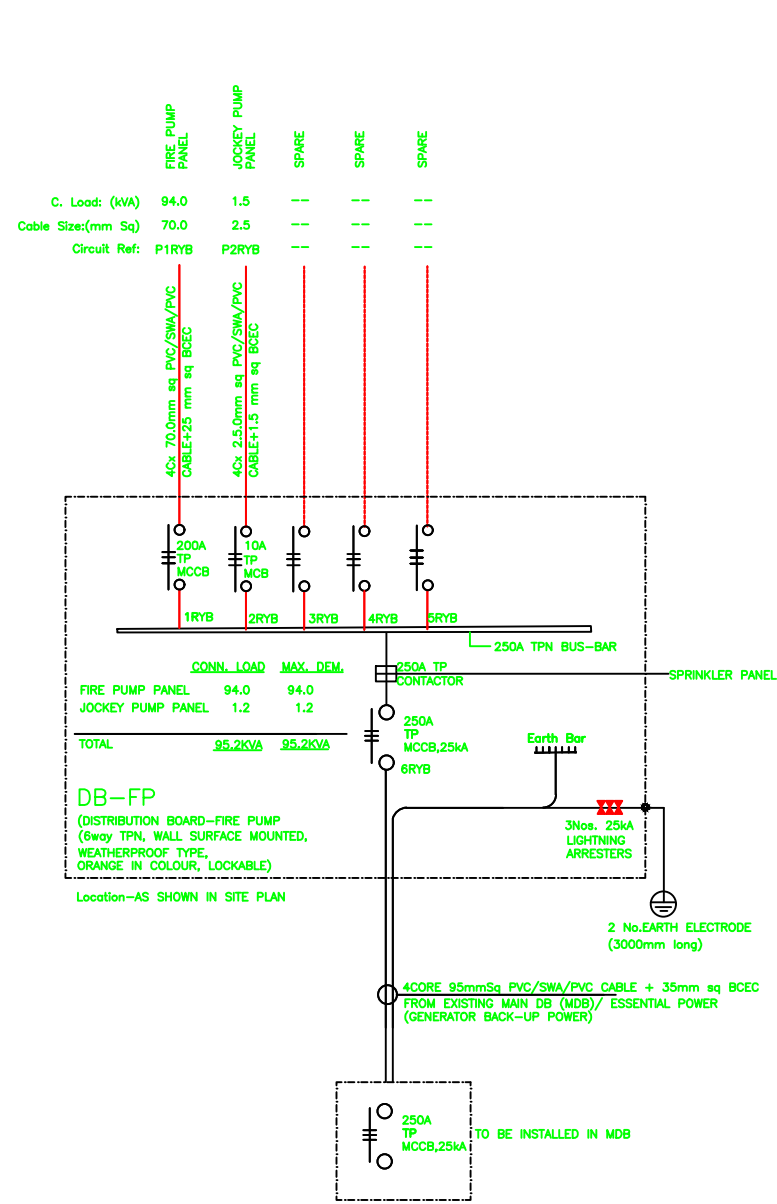 FIRE PUMP
PANEL
JOCKEY PUMP
PANEL
SPARE
SPARE
SPARE
C. Load: (kVA) 94.0 1.5 -- -- --
Cable Size:(mm Sq) 70.0 2.5 -- -- --
Circuit Ref: P1RYB P2RYB -- -- --
4Cx 70.0mm sq PVC/SWA/PVC
CABLE+25 mm sq BCEC
4Cx 2.5.0mm sq PVC/SWA/PVC
CABLE+1.5 mm sq BCEC
200A
TP
MCCB
10A
TP
MCB
1RYB 2RYB 3RYB 4RYB 5RYB
250A TPN BUS-BAR
250A TP
CONTACTOR
SPRINKLER PANEL
CONN. LOAD MAX. DEM.
FIRE PUMP PANEL 94.0 94.0
JOCKEY PUMP PANEL 1.2 1.2
TOTAL 95.2KVA 95.2KVA
250A
TP
MCCB,25kA
6RYB
Earth Bar
DB-FP
(DISTRIBUTION BOARD-FIRE PUMP
(6way TPN, WALL SURFACE MOUNTED,
WEATHERPROOF TYPE,
ORANGE IN COLOUR, LOCKABLE)
3Nos. 25kA
LIGHTNING
ARRESTERS
Location-AS SHOWN IN SITE PLAN
2 No.EARTH ELECTRODE
(3000mm long)
4CORE 95mmSq PVC/SWA/PVC CABLE + 35mm sq BCEC
FROM EXISTING MAIN DB (MDB)/ ESSENTIAL POWER
(GENERATOR BACK-UP POWER)
250A
TP
MCCB,25kA
TO BE INSTALLED IN MDB